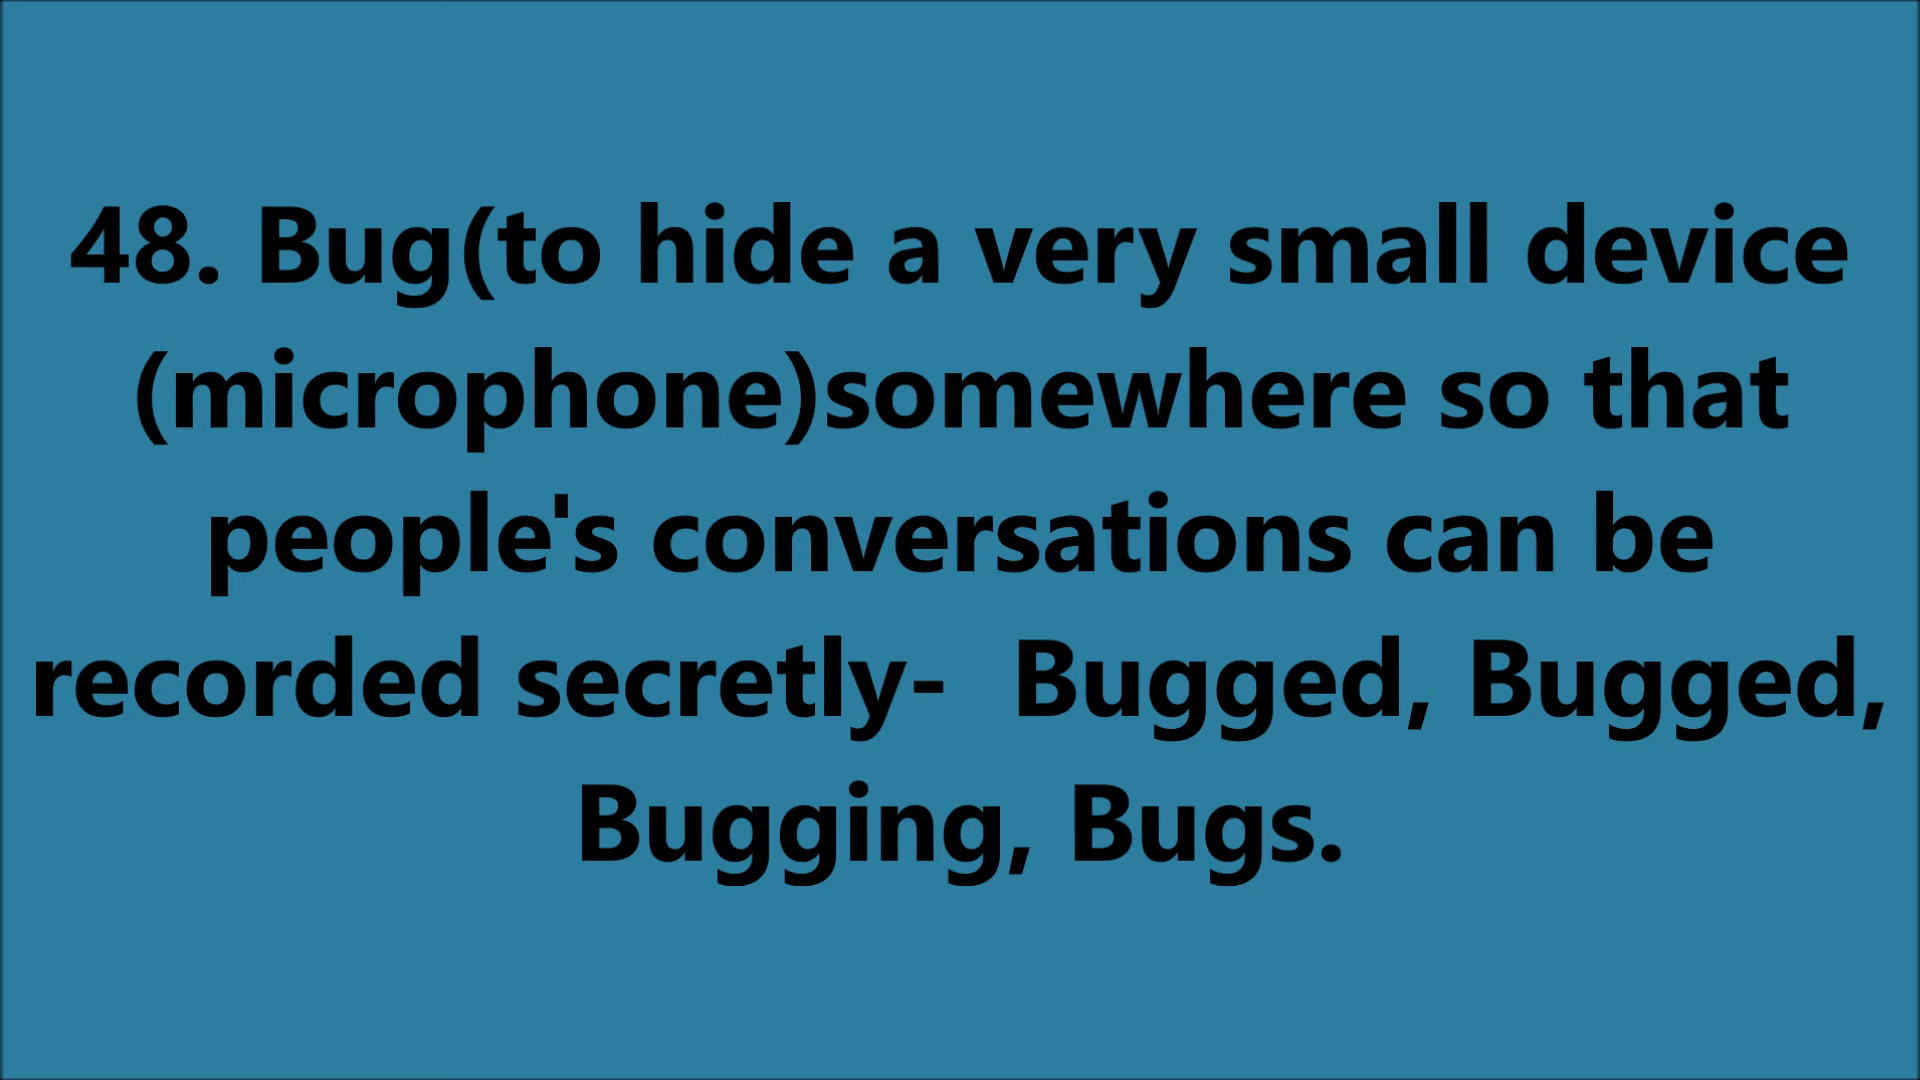 48. Bug(to hide a very small device
(microphone)somewhere so that
people's conversations can be
recorded secretly-  Bugged, Bugged,
Bugging, Bugs.